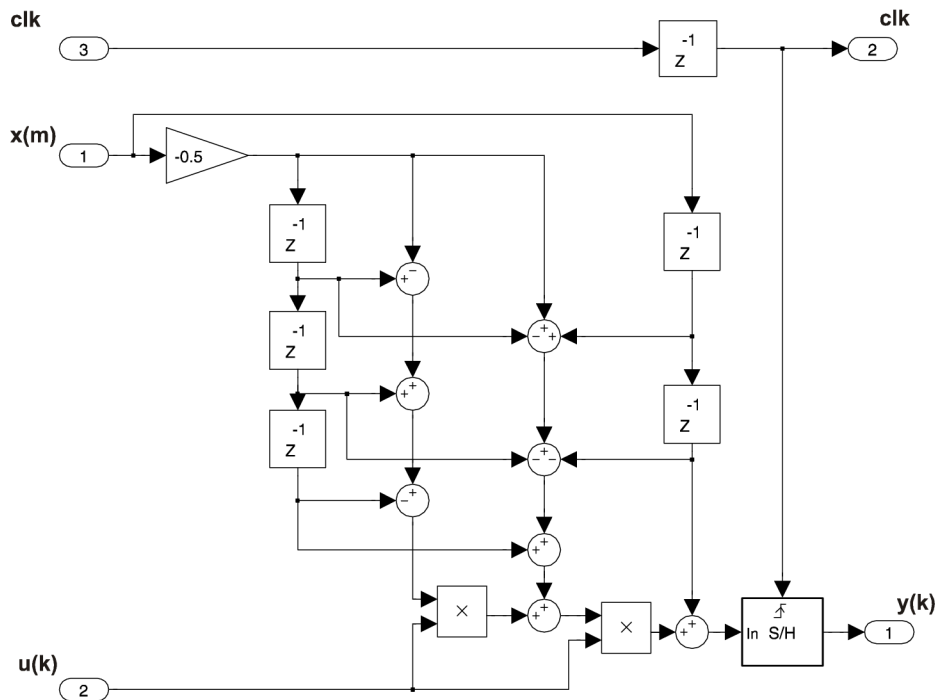 clk
clk
3
-1
z
2
x(m)
1
-0.5
-1
z
-1
z
+-
-1
z
-++
++
-1
z
-1
z
---
-+
++
×
++
×
++
In S/H
y(k)
1
u(k)
2